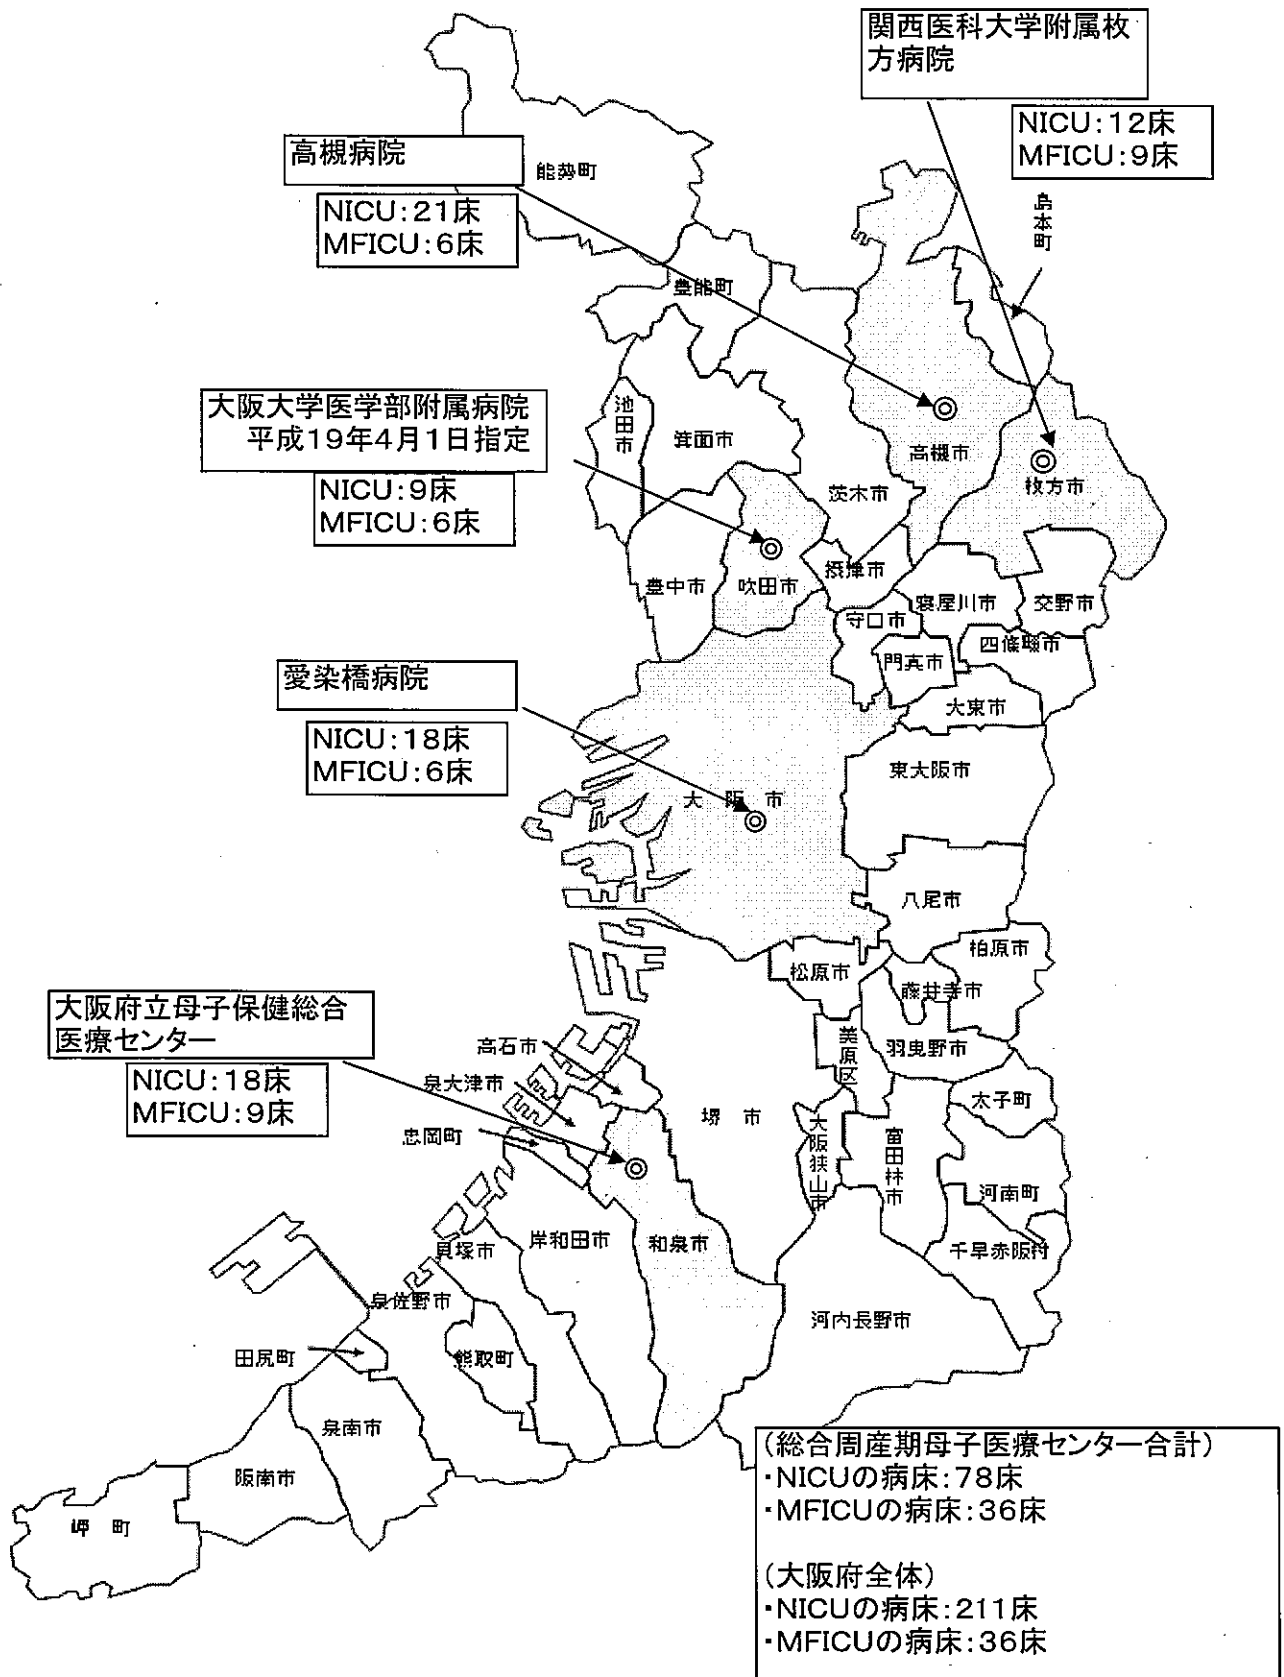 関西医科大学附属枚
方病院
NICU:12床
MFICU:9床
高槻病院
NICU:21床
MFICU:6床
能勢町
島本町
豊能町
大阪大学医学部附属病院
平成19年4月1日指定
NICU:9床
MFICU:6床
池田市
箕面市
高槻市
茨木市
枚方市
豊中市
吹田市
摂津市
寝屋川市
交野市
守口市
門真市
四條畷市
大東市
愛染橋病院
NICU:18床
MFICU:6床
東大阪市
大阪市
八尾市
柏原市
松原市
藤井寺市
大阪府立母子保健総合
医療センター
NICU:18床
MFICU:9床
高石市
泉大津市
忠岡町
美原区
羽曳野市
太子町
堺市
大阪狭山市
富田林市
河南町
岸和田市
和泉市
貝塚市
千早赤阪村
泉佐野市
河内長野市
田尻町
熊取町
泉南市
阪南市
岬町
(総合周産期母子医療センター合計)
・NICUの病床:78床
・MFICUの病床:36床
(大阪府全体)
・NICUの病床:211床
・MFICUの病床:36床